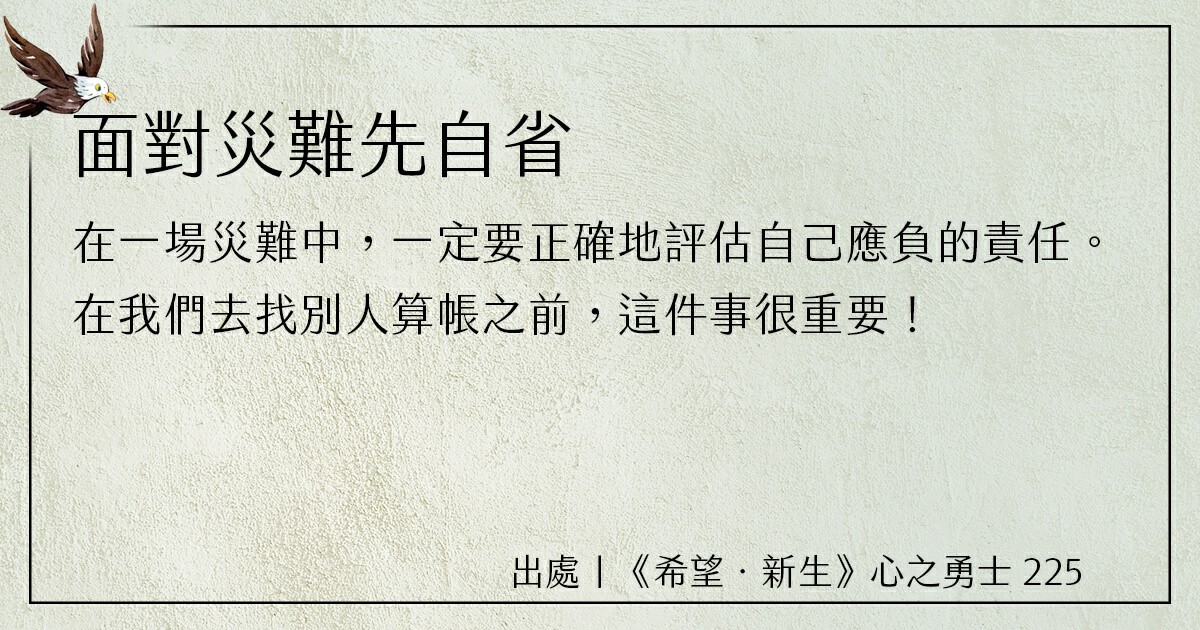 面對災難先自省
在一場災難中，一定要正確地評估自己應負的責任。
在我們去找別人算帳之前，這件事很重要！
出處｜《希望．新生》心之勇士 225